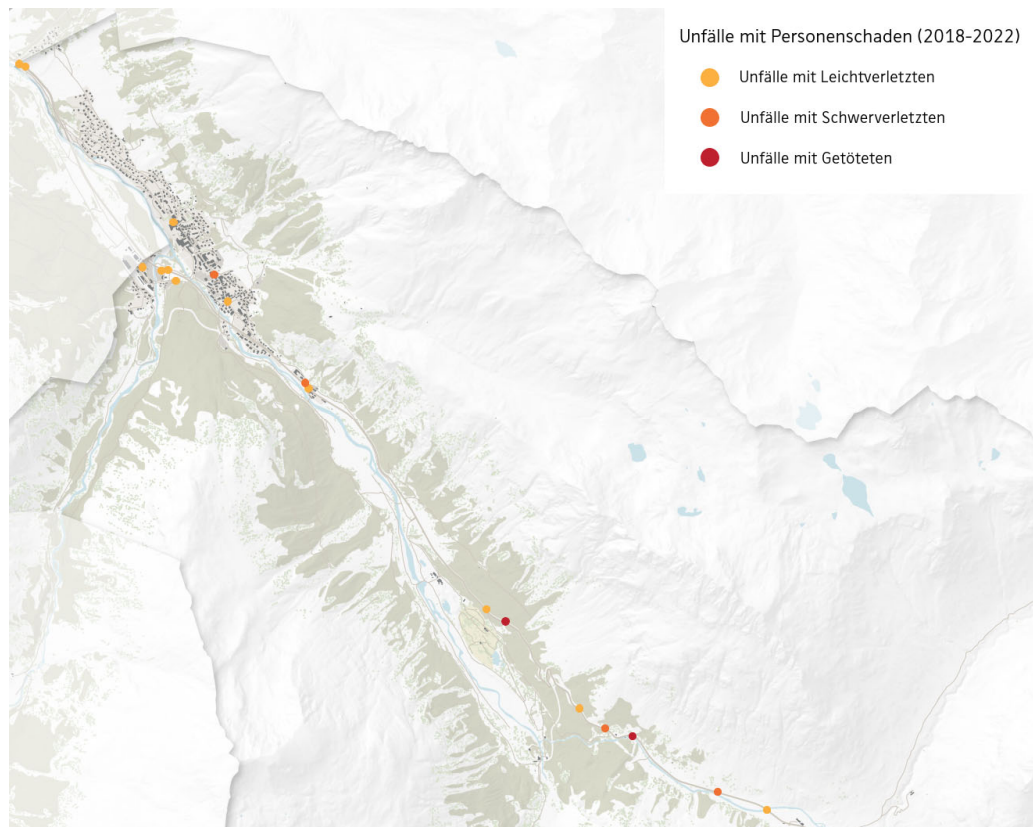 Unfälle mit Personenschaden (2018-2022)
Unfälle mit Leichtverletzten
Unfälle mit Schwerverletzten
Unfälle mit Getöteten